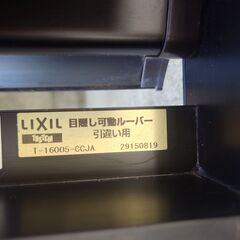 LIXIL 目隠し可動ルーバー
TOSTEM 引違い用
T-16005-CCJA 29150819